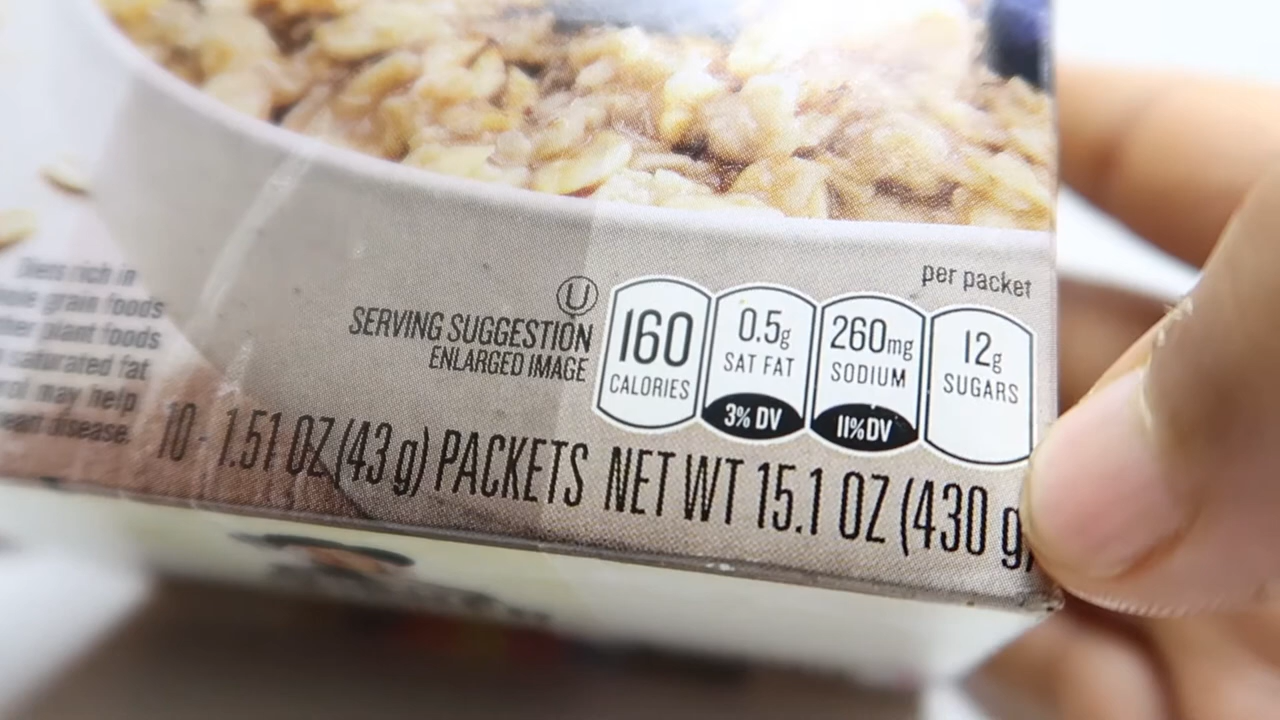 Diets rich in
whole grain foods
other plant foods
saturated fat
may help
heart disease.
per packet
U
SERVING SUGGESTION
ENLARGED IMAGE
160
CALORIES
0.5g
SAT FAT
3% DV
260mg
SODIUM
11% DV
12g
SUGARS
10 - 1.51 OZ (43 g) PACKETS NET WT 15.1 OZ (430 g)